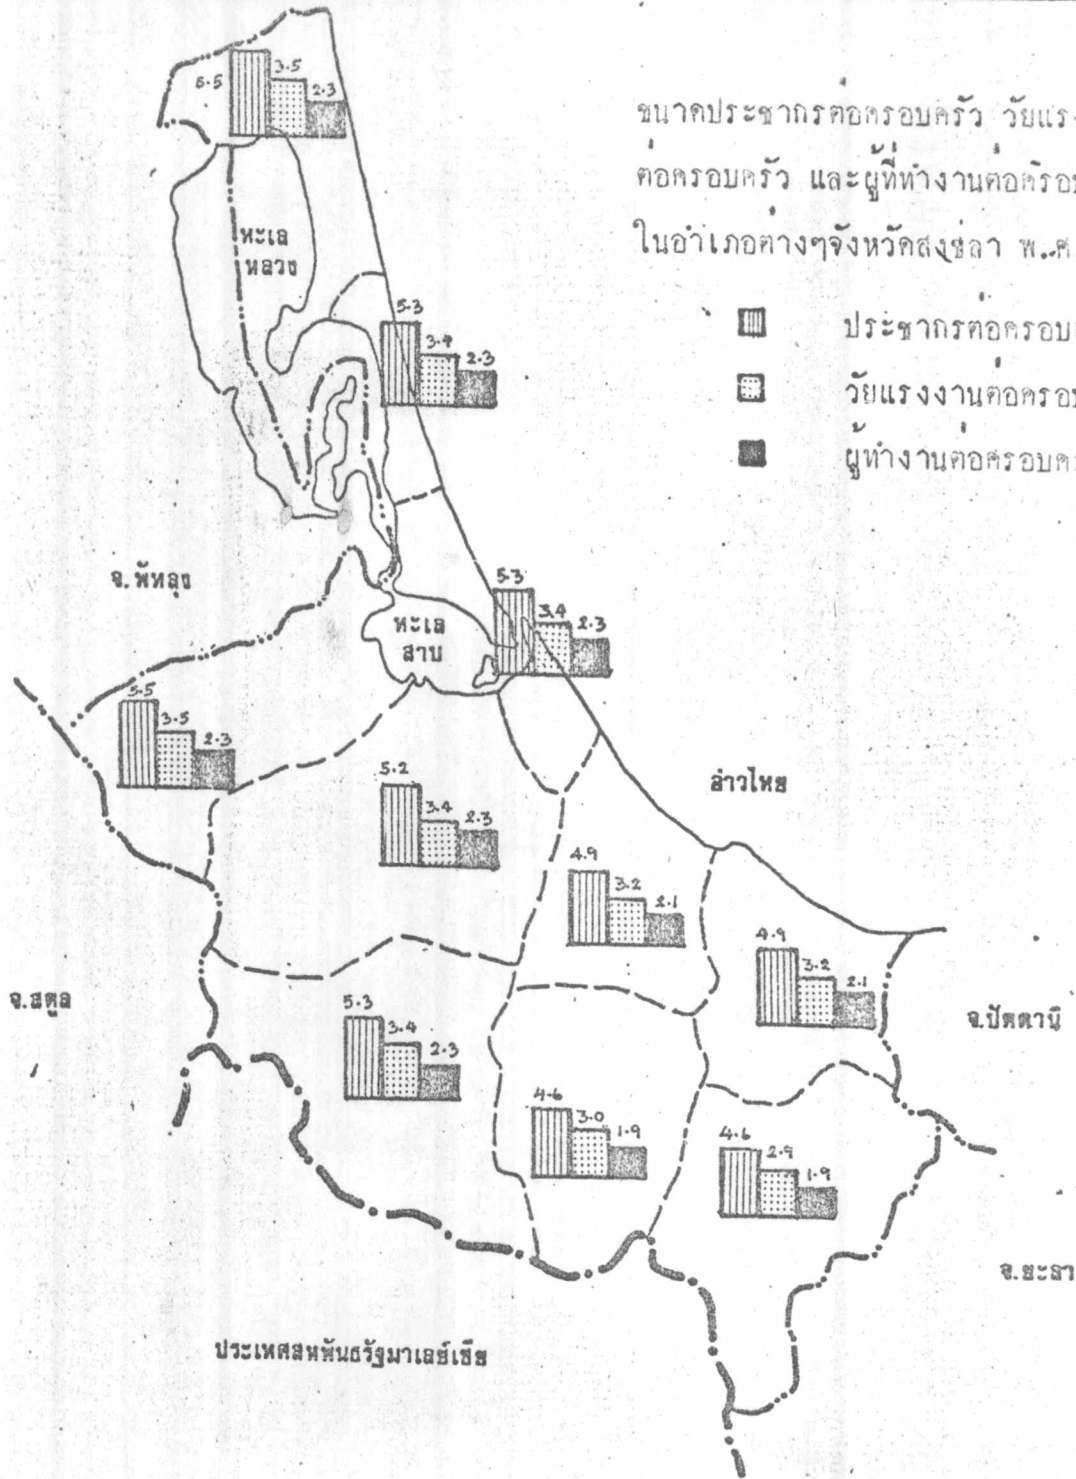 ขนาดประชากรต่อครอบครัว วัยแรง
ต่อครอบครัว และผู้ที่ทำงานต่อครอบ
ในอำเภอต่างๆจังหวัดสงขลา พ.ศ.
ประชากรต่อครอบ
วัยแรงงานต่อครอบ
ผู้ทำงานต่อครอบค
3.5
2.3
ทะเล
หลวง
5.3
3.4
2.3
จ.พัทลุง
5.3
3.4
2.3
ทะเล
สาบ
5.5
3.5
2.3
5.2
3.4
2.3
อ่าวไทย
4.9
3.2
2.1
4.9
3.2
2.1
จ.สตูล
จ.ปัตตานี
5.3
3.4
2.3
4.6
3.0
1.9
4.6
2.9
1.9
จ.ยะลา
ประเทศสหพันธรัฐมาเลย์เซีย